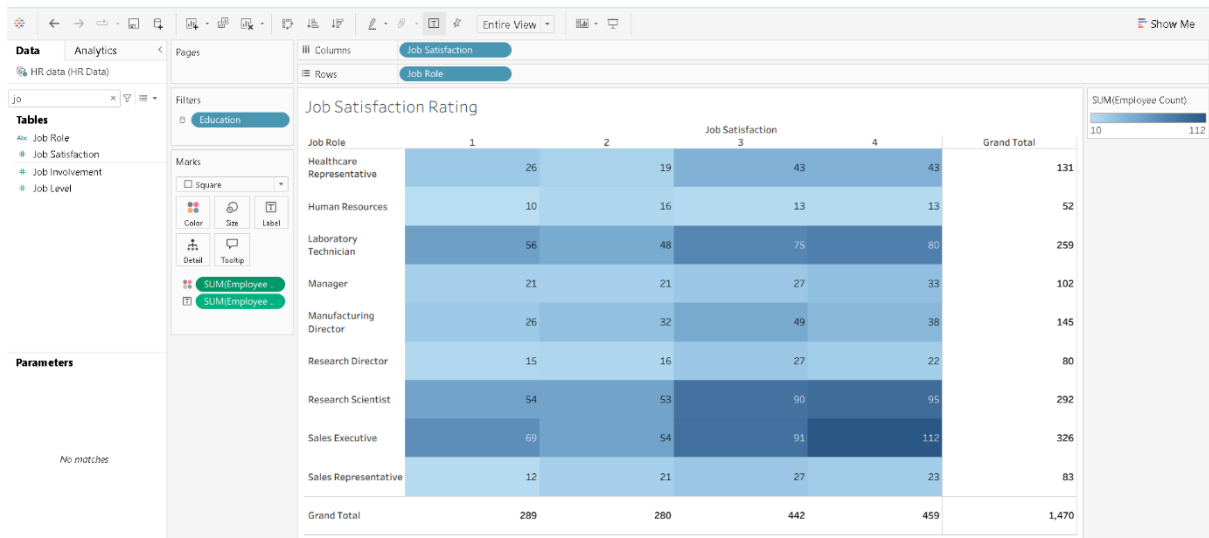 Entire View
Show Me
Data Analytics
HR data (HR Data)
jo
Tables
Abc Job Role
# Job Satisfaction
# Job Involvement
# Job Level
Parameters
No matches
Pages
Filters
Education
Marks
Square
Color Size Label
Detail Tooltip
SUM(Employee ..
SUM(Employee ..
Columns Job Satisfaction
Rows Job Role
Job Satisfaction Rating
Job Satisfaction
Job Role 1 2 3 4 Grand Total
Healthcare
Representative 26 19 43 43 131
Human Resources 10 16 13 13 52
Laboratory
Technician 56 48 75 80 259
Manager 21 21 27 33 102
Manufacturing
Director 26 32 49 38 145
Research Director 15 16 27 22 80
Research Scientist 54 53 90 95 292
Sales Executive 69 54 91 112 326
Sales Representative 12 21 27 23 83
Grand Total 289 280 442 459 1,470
SUM(Employee Count)
10 112